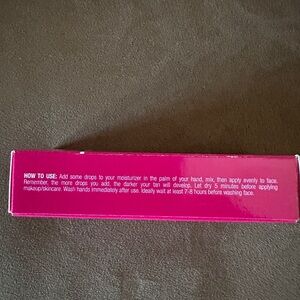 HOW TO USE: Add some drops to your moisturizer in the palm of your hand, mix, then apply evenly to face.
Remember, the more drops you add, the darker your tan will develop. Let dry 5 minutes before applying
makeup/skincare. Wash hands immediately after use. Ideally wait at least 7-8 hours before washing face.